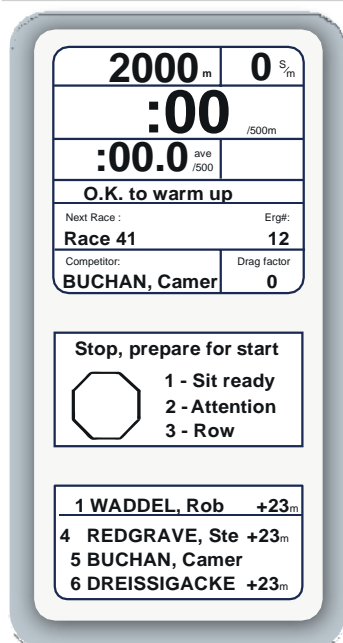 2000 m 0 S/m
:00 /500m
:00.0 ave /500
O.K. to warm up
Next Race : Erg#:
Race 41 12
Competitor: Drag factor
BUCHAN, Camer 0
Stop, prepare for start
1 - Sit ready
2 - Attention
3 - Row
1 WADDEL, Rob +23m
4 REDGRAVE, Ste +23m
5 BUCHAN, Camer
6 DREISSIGACKE +23m